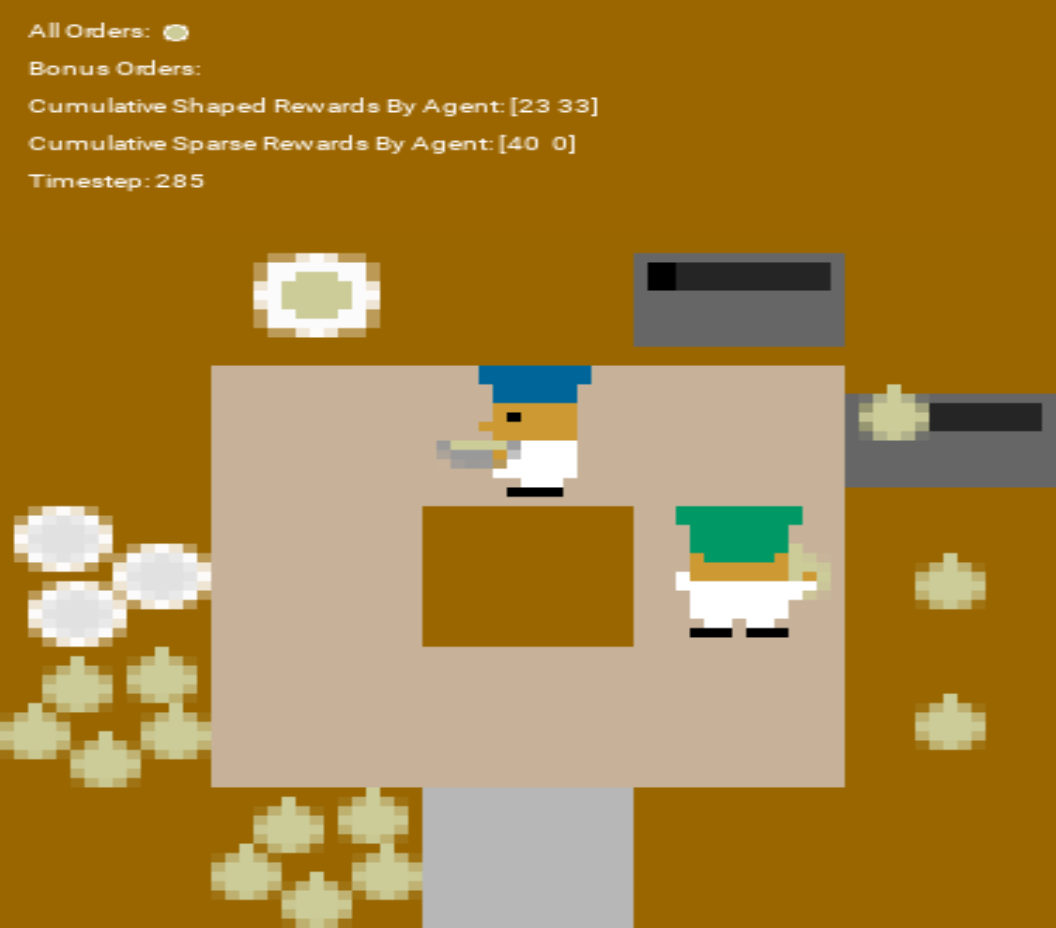 All Orders:
Bonus Orders:
Cumulative Shaped Rewards By Agent: [23 33]
Cumulative Sparse Rewards By Agent: [40  0]
Timestep: 285